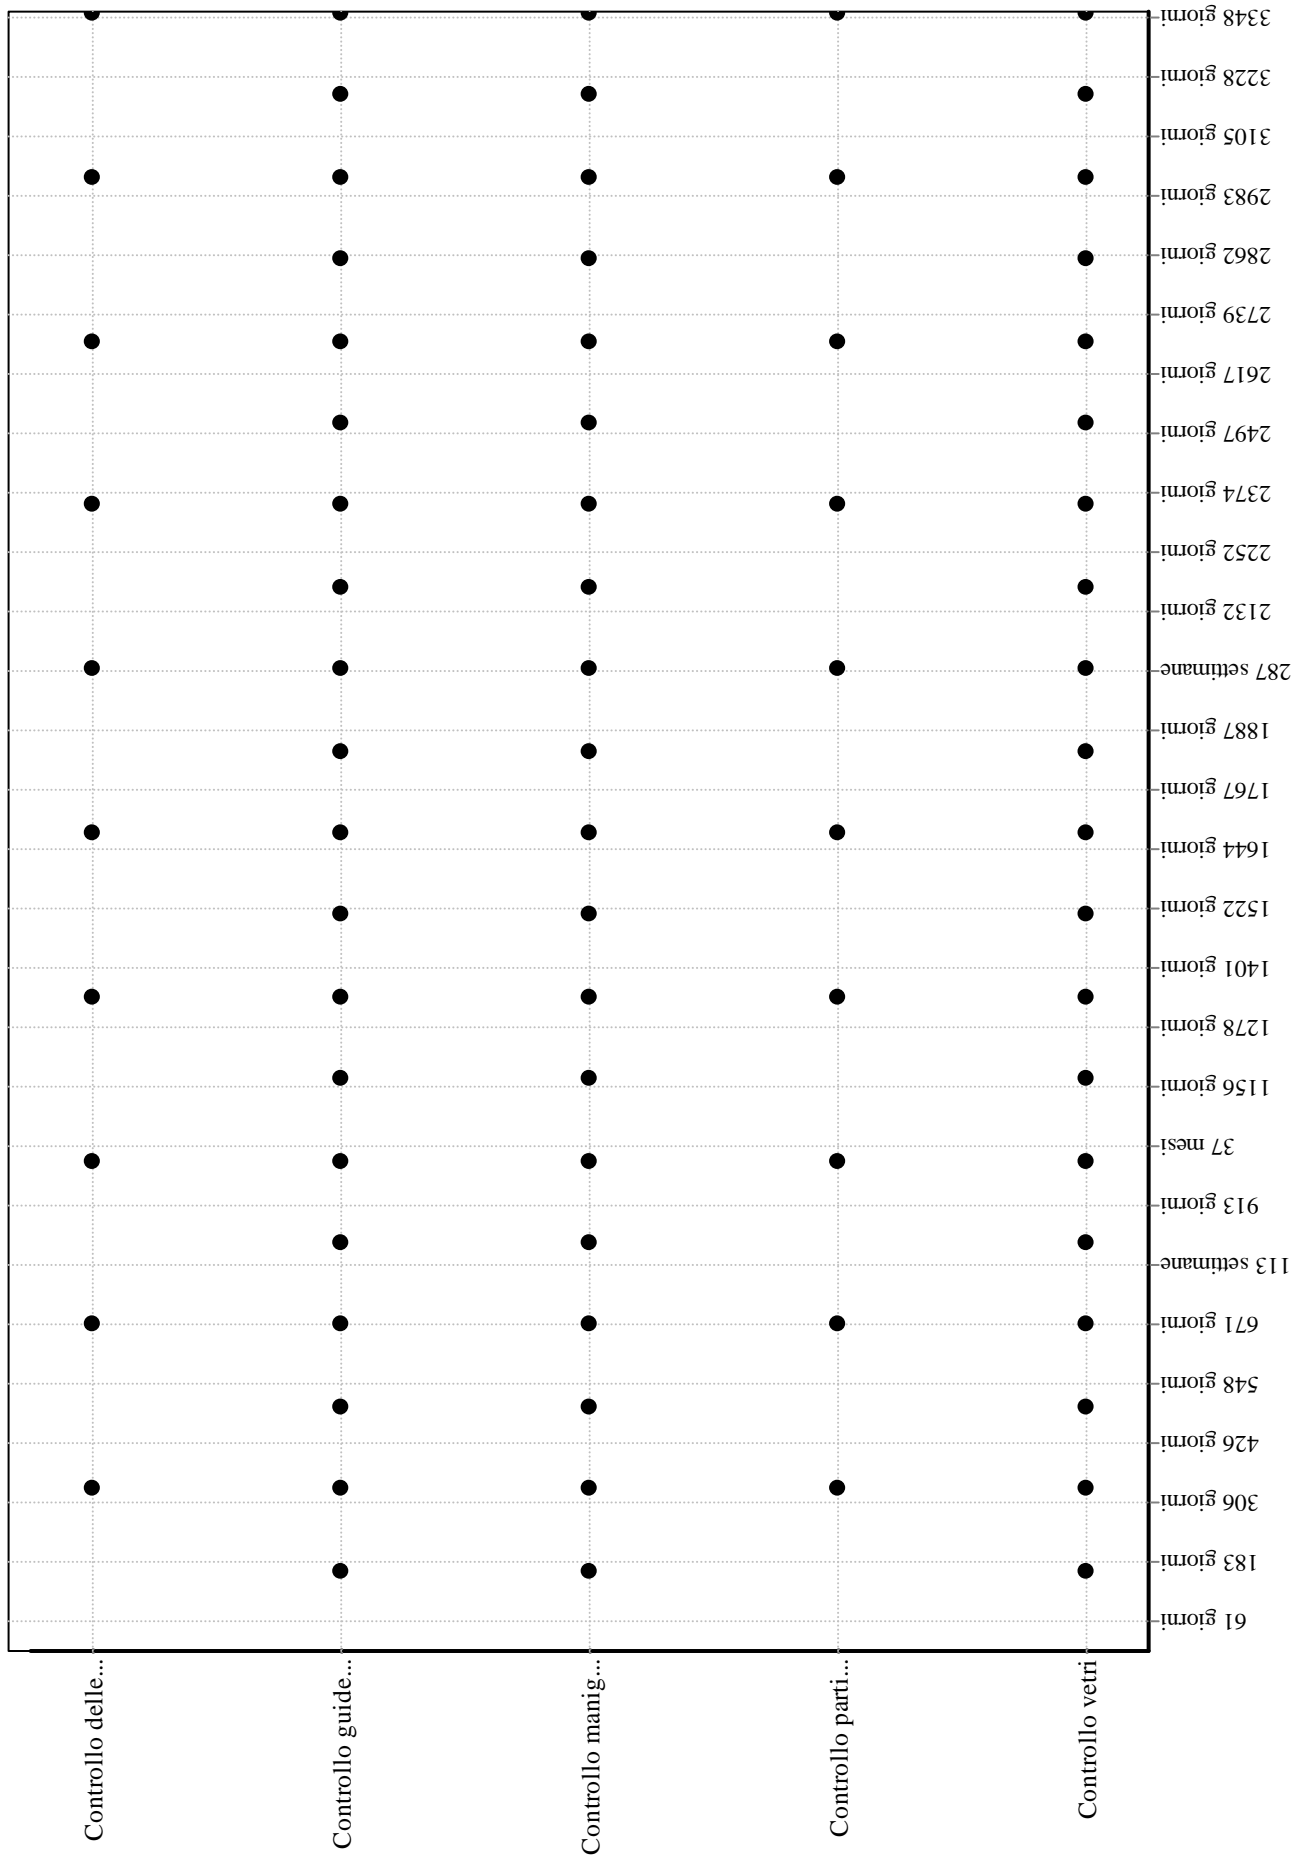 3348 giorni
3228 giorni
3105 giorni
2983 giorni
2862 giorni
2739 giorni
2617 giorni
2497 giorni
2374 giorni
2252 giorni
2132 giorni
287 settimane
1887 giorni
1767 giorni
1644 giorni
1522 giorni
1401 giorni
1278 giorni
1156 giorni
37 mesi
913 giorni
113 settimane
671 giorni
548 giorni
426 giorni
306 giorni
183 giorni
61 giorni
Controllo delle...
Controllo guide...
Controllo manig...
Controllo parti...
Controllo vetri